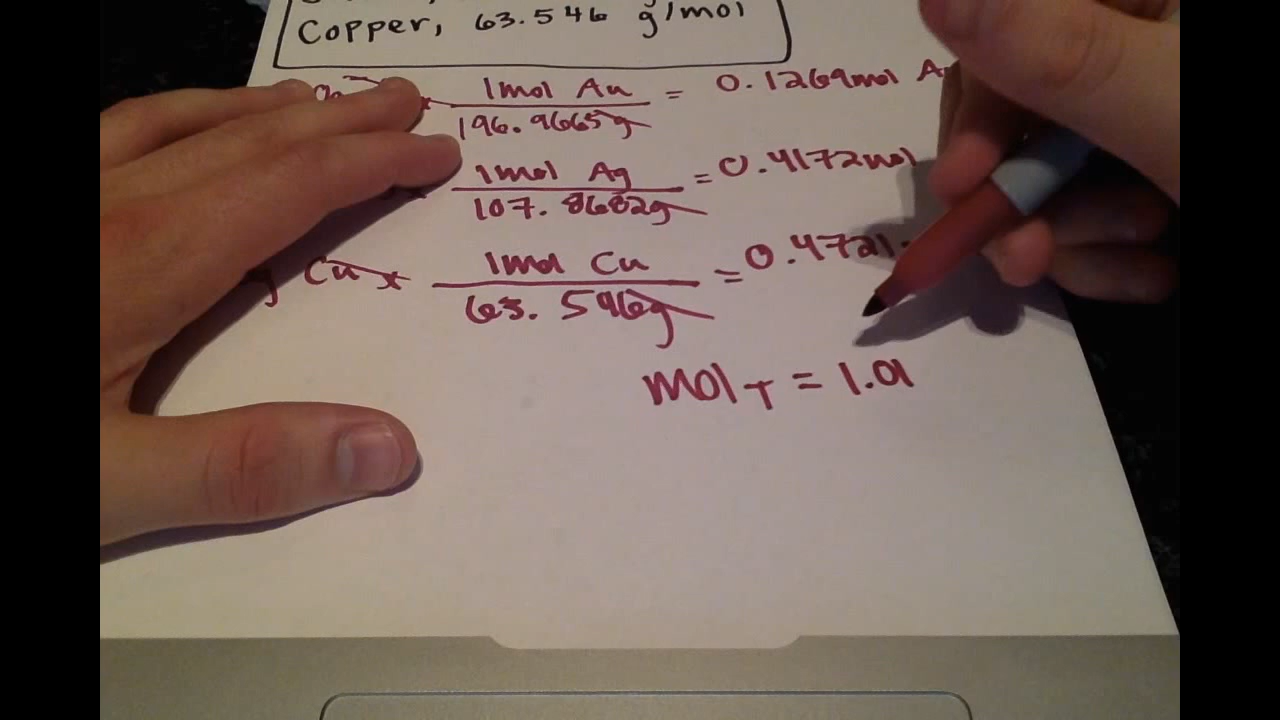 Copper, 63.546 g/mol
1mol Au = 0.1269mol A
196.9665g
1mol Ag = 0.4172mol
107.8682g
g Cu x 1mol Cu = 0.4721
63.546g
mol T = 1.01